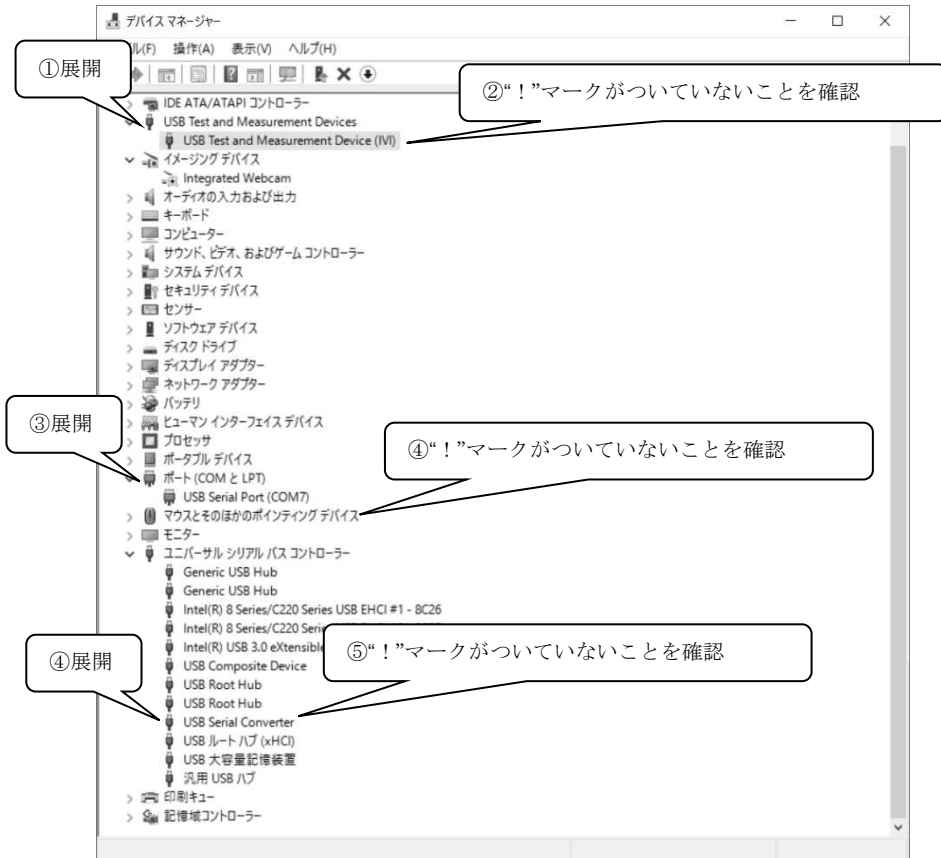 デバイス マネージャー
ル(F) 操作(A) 表示(V) ヘルプ(H)
①展開
②“！”マークがついていないことを確認
IDE ATA/ATAPI コントローラー
USB Test and Measurement Devices
USB Test and Measurement Device (IVI)
イメージング デバイス
Integrated Webcam
オーディオの入力および出力
キーボード
コンピューター
サウンド、ビデオ、およびゲーム コントローラー
システム デバイス
セキュリティ デバイス
センサー
ソフトウェア デバイス
ディスク ドライブ
ディスプレイ アダプター
ネットワーク アダプター
バッテリ
③展開
ヒューマン インターフェイス デバイス
プロセッサ
④“！”マークがついていないことを確認
ポータブル デバイス
ポート (COM と LPT)
USB Serial Port (COM7)
マウスとそのほかのポインティング デバイス
モニター
ユニバーサル シリアル バス コントローラー
Generic USB Hub
Generic USB Hub
Intel(R) 8 Series/C220 Series USB EHCI #1 - 8C26
Intel(R) 8 Series/C220 Serie
Intel(R) USB 3.0 eXtensible
④展開
⑤“！”マークがついていないことを確認
USB Composite Device
USB Root Hub
USB Root Hub
USB Serial Converter
USB ルート ハブ (xHCI)
USB 大容量記憶装置
汎用 USB ハブ
印刷キュー
記憶域コントローラー